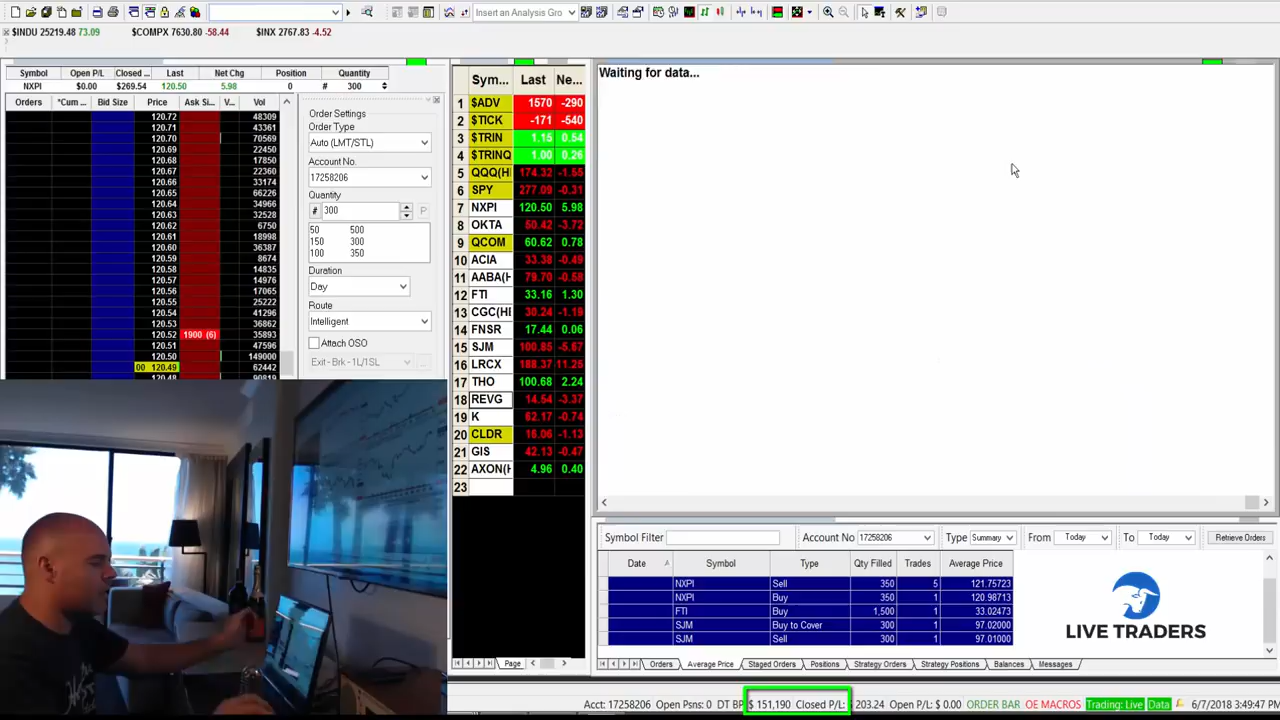 Insert an Analysis Gro
$INDU 25219.48 73.09 $COMPX 7630.80 -58.44 $INX 2767.83 -4.52
Symbol Open P/L Closed ... Last Net Chg Position Quantity
NXPI $0.00 $269.54 120.50 5.98 0 # 300
Orders *Cum ... Bid Size Price Ask Si... V... Vol
120.72 48309
120.71 43361
120.70 70569
120.69 22450
120.68 17850
120.67 22360
120.66 33174
120.65 66226
120.64 34966
120.63 32528
120.62 6750
120.61 18998
120.60 36387
120.59 8674
120.58 14835
120.57 14976
120.56 17065
120.55 25222
120.54 41296
120.53 36862
120.52 1900 (6) 35893
120.51 47596
120.50 149000
00 120.49 62442
120.48 90819
Order Settings
Order Type
Auto (LMT/STL)
Account No.
17258206
Quantity
# 300 P
50 500
150 300
100 350
Duration
Day
Route
Intelligent
Attach OSO
Exit - Brk - 1L/1SL
Sym... Last Ne...
1 $ADV 1570 -290
2 $TICK -171 -540
3 $TRIN 1.15 0.54
4 $TRINQ 1.00 0.26
5 QQQ(H 174.32 -1.55
6 SPY 277.09 -0.31
7 NXPI 120.50 5.98
8 OKTA 50.42 -3.72
9 QCOM 60.62 0.78
10 ACIA 33.38 -0.49
11 AABA(H 79.70 -0.58
12 FTI 33.16 1.30
13 CGC(H 30.24 -1.19
14 FNSR 17.44 0.06
15 SJM 100.85 -5.67
16 LRCX 188.37 11.25
17 THO 100.68 2.24
18 REVG 14.54 -3.37
19 K 62.17 -0.74
20 CLDR 16.06 -1.13
21 GIS 42.13 -0.47
22 AXON(H 4.96 0.40
23
Page
Waiting for data...
Symbol Filter Account No 17258206 Type Summary From Today To Today Retrieve Orders
Date Symbol Type Qty Filled Trades Average Price
NXPI Sell 350 5 121.75723
NXPI Buy 350 1 120.98713
FTI Buy 1,500 1 33.02473
SJM Buy to Cover 300 1 97.02000
SJM Sell 300 1 97.01000
LIVE TRADERS
Orders Average Price Staged Orders Positions Strategy Orders Strategy Positions Balances Messages
Acct: 17258206 Open Psns: 0 DT BP $ 151,190 Closed P/L: $ 203.24 Open P/L: $ 0.00 ORDER BAR OE MACROS Trading: Live Data 6/7/2018 3:49:47 PM